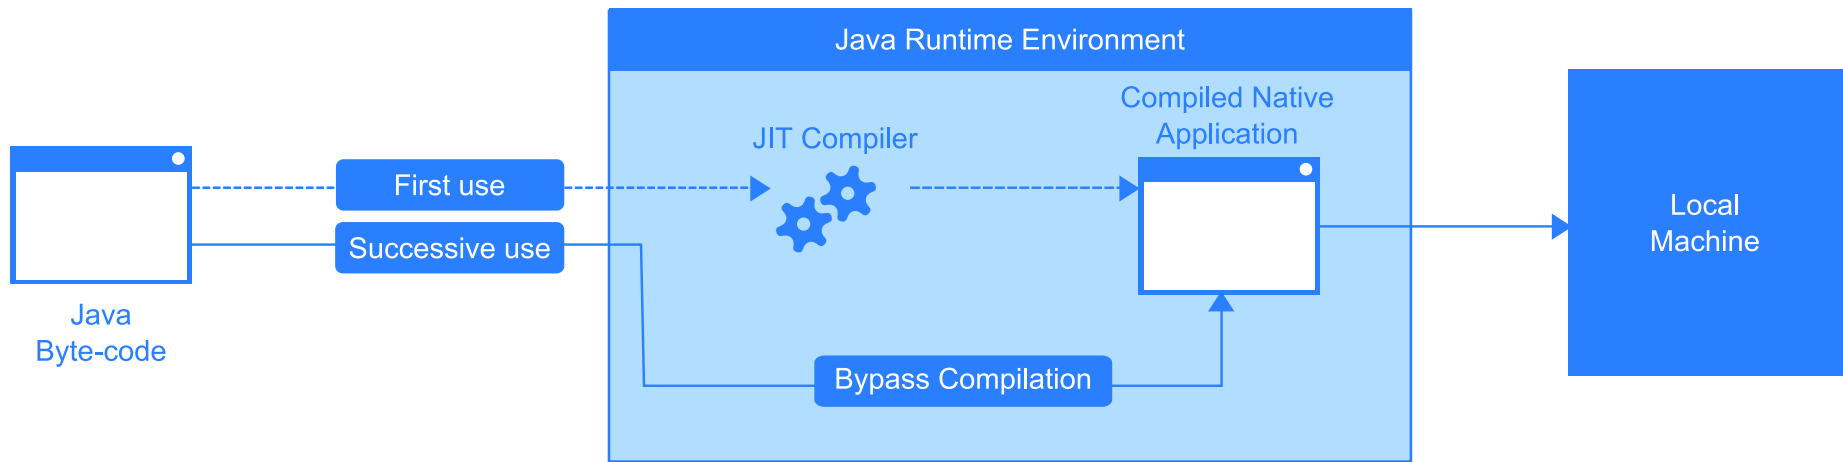 Java Runtime Environment
Compiled Native
Application
JIT Compiler
First use
Successive use
Local
Machine
Java
Byte-code
Bypass Compilation